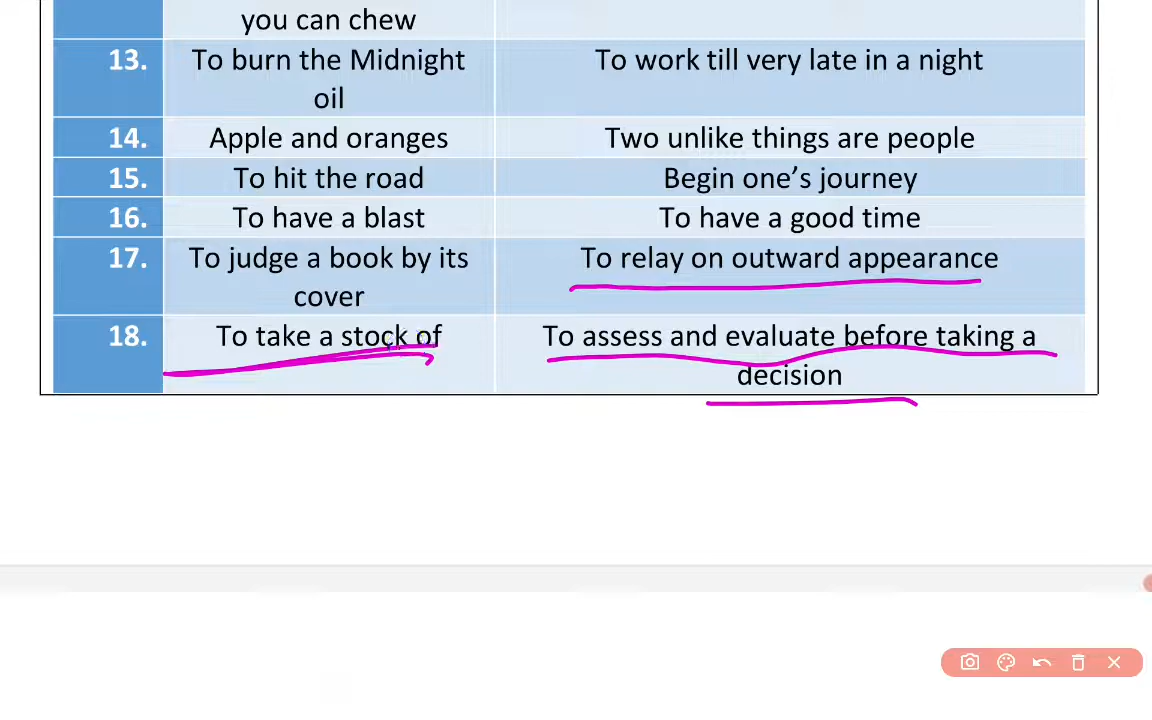 you can chew
13. To burn the Midnight To work till very late in a night
oil
14. Apple and oranges Two unlike things are people
15. To hit the road Begin one’s journey
16. To have a blast To have a good time
17. To judge a book by its To relay on outward appearance
cover
18. To take a stock of To assess and evaluate before taking a
decision